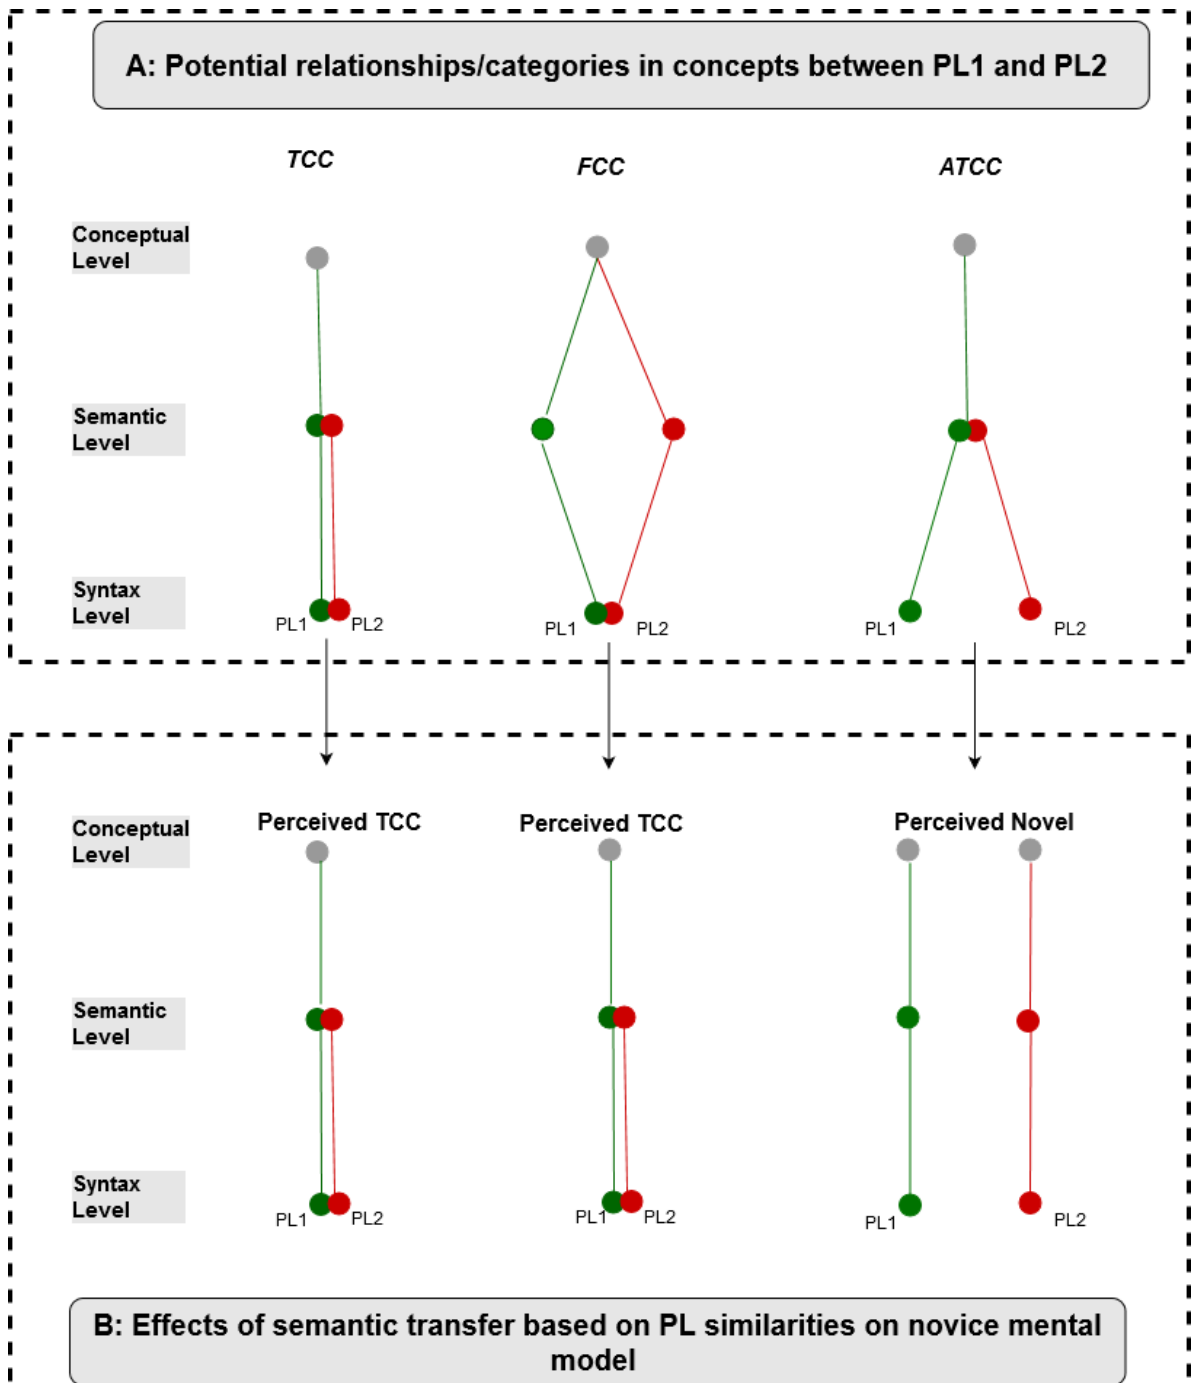 A: Potential relationships/categories in concepts between PL1 and PL2
TCC
FCC
ATCC
Conceptual
Level
Semantic
Level
Syntax
Level
PL1
PL2
PL1
PL2
PL1
PL2
Perceived TCC
Perceived TCC
Perceived Novel
Conceptual
Level
Semantic
Level
Syntax
Level
PL1
PL2
PL1
PL2
PL1
PL2
B: Effects of semantic transfer based on PL similarities on novice mental
model